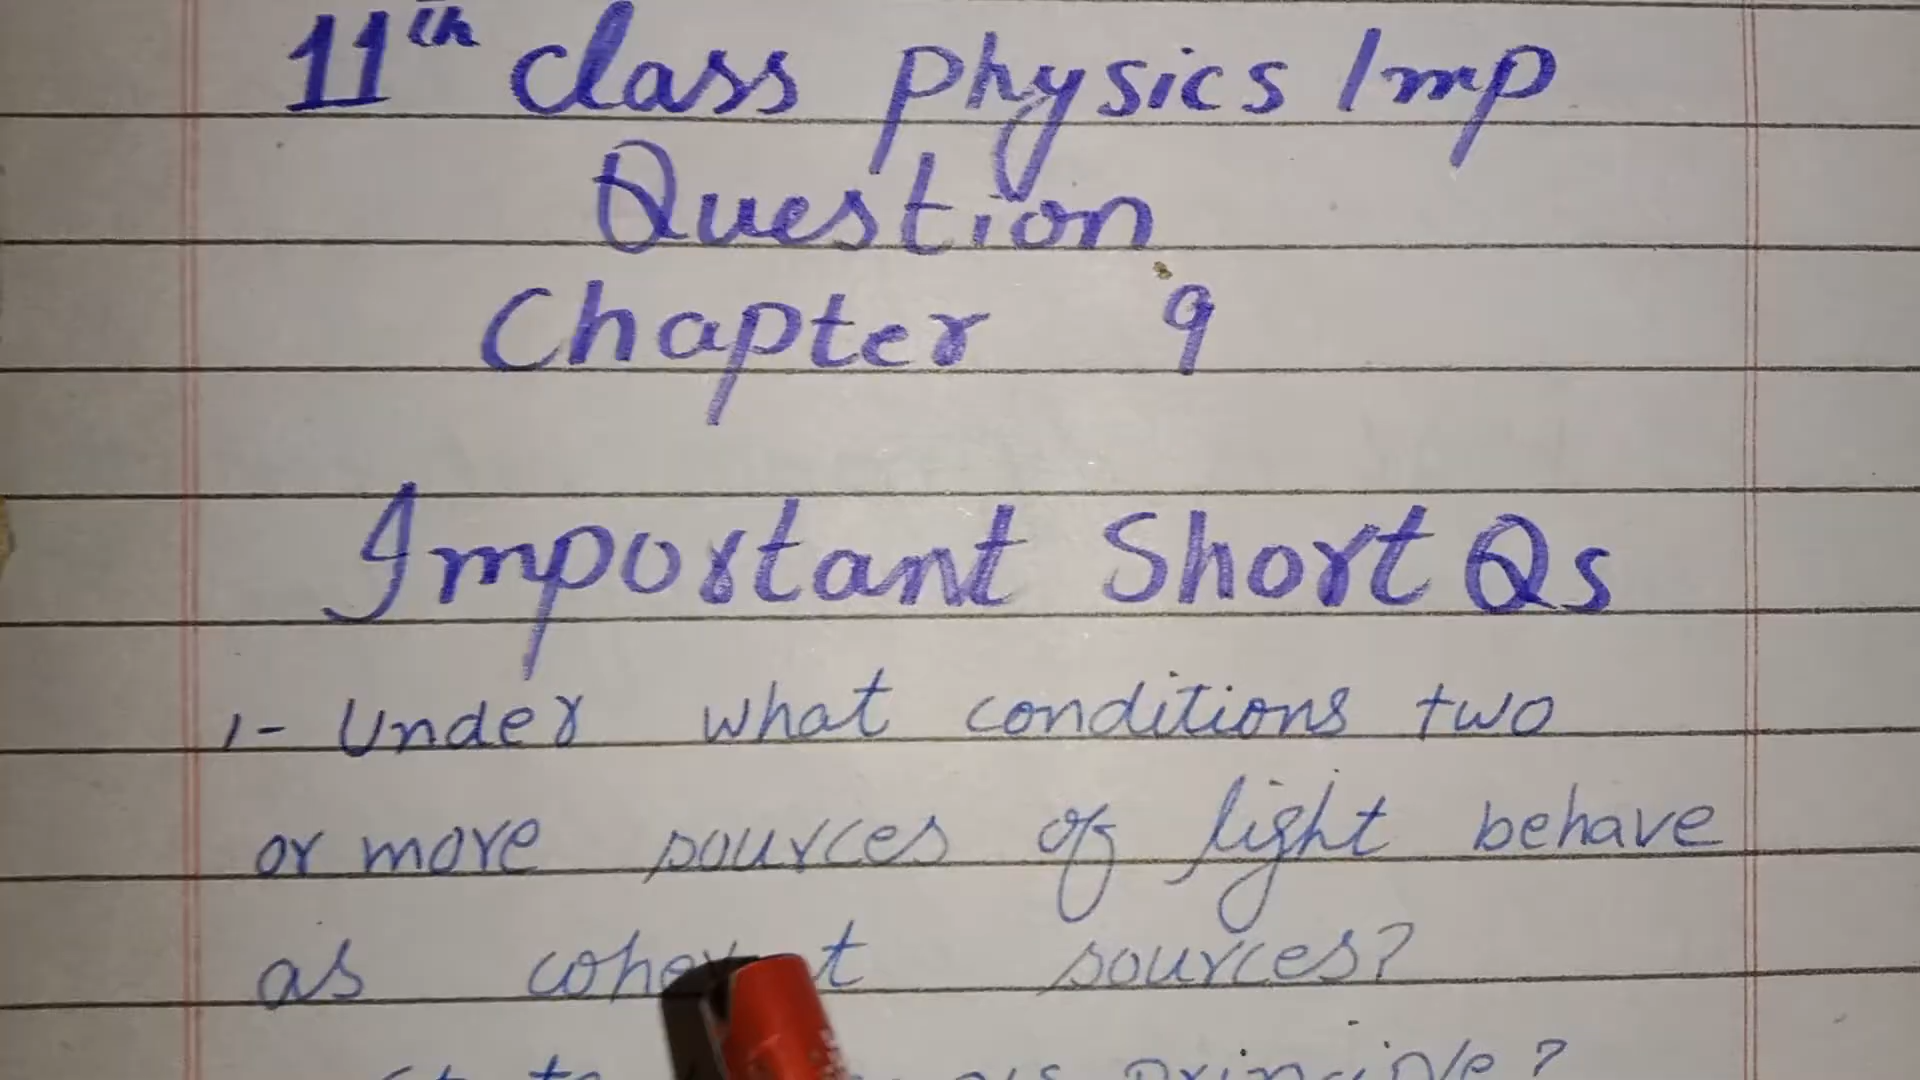 11th class physics Imp
Question
Chapter 9
Important Short Qs
1- Under what conditions two
or more sources of light behave
as sources?
principle?